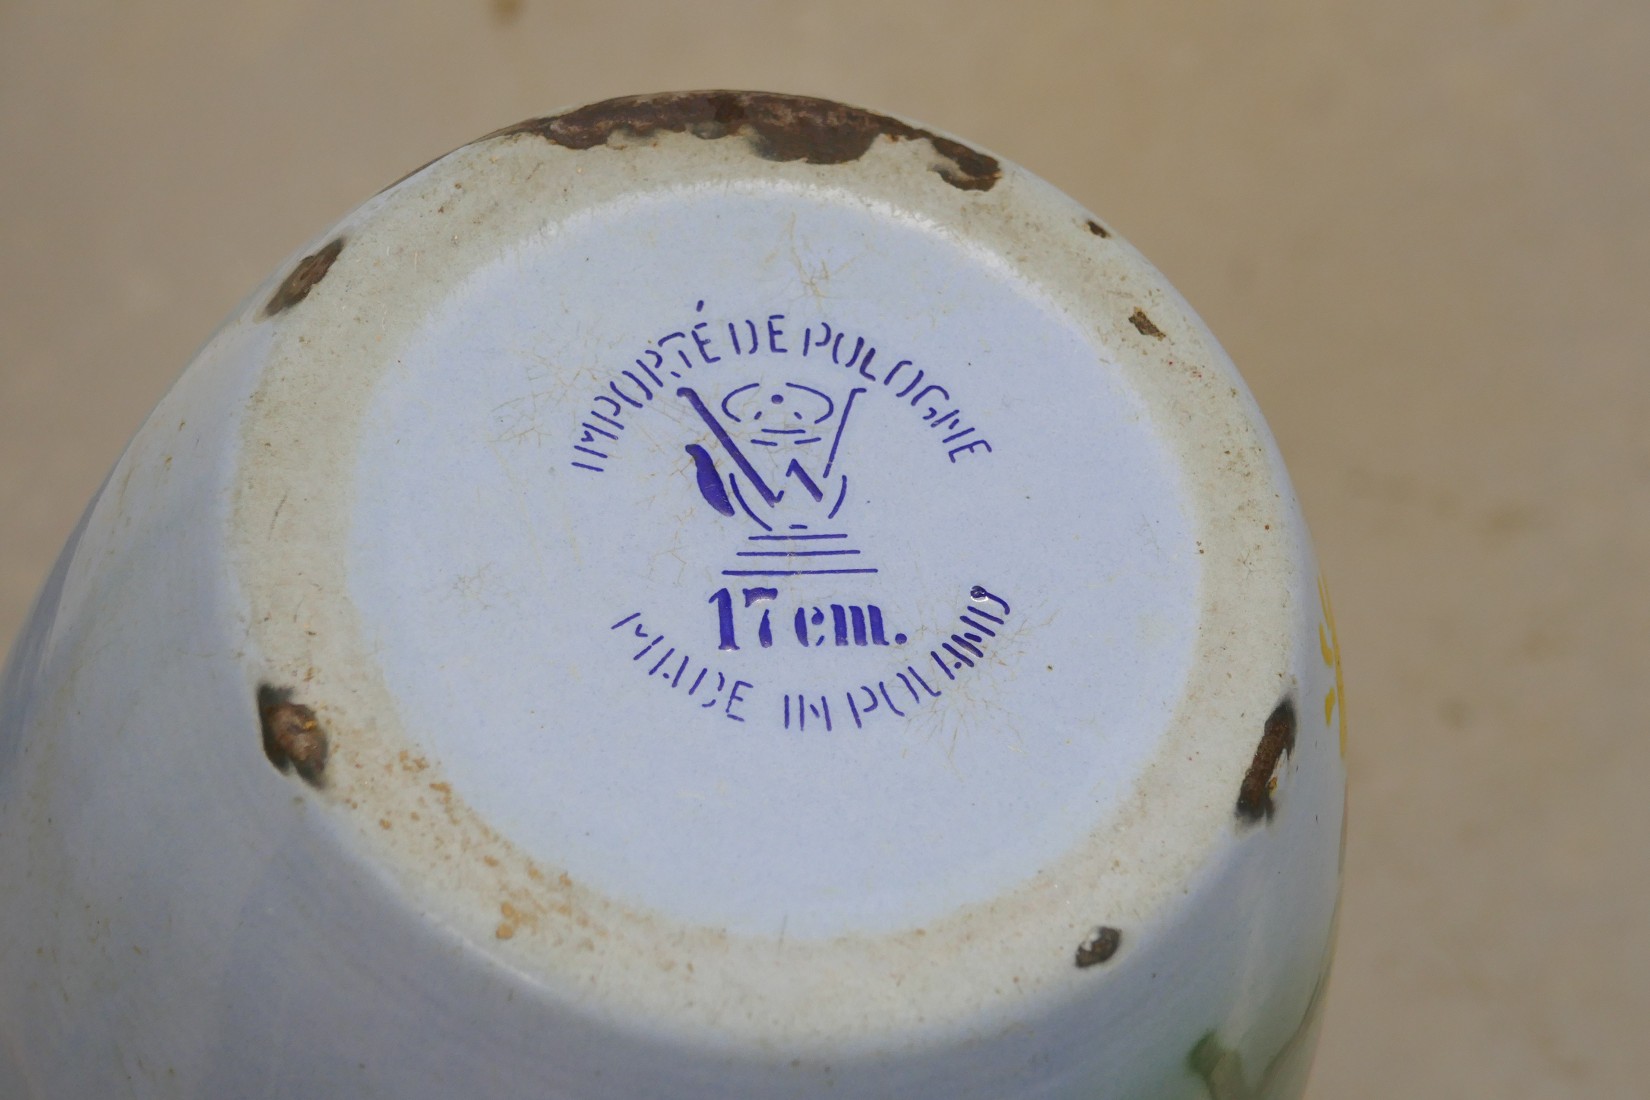 IMPORTÉ DE POLOGNE
17 cm.
MADE IN POLAND